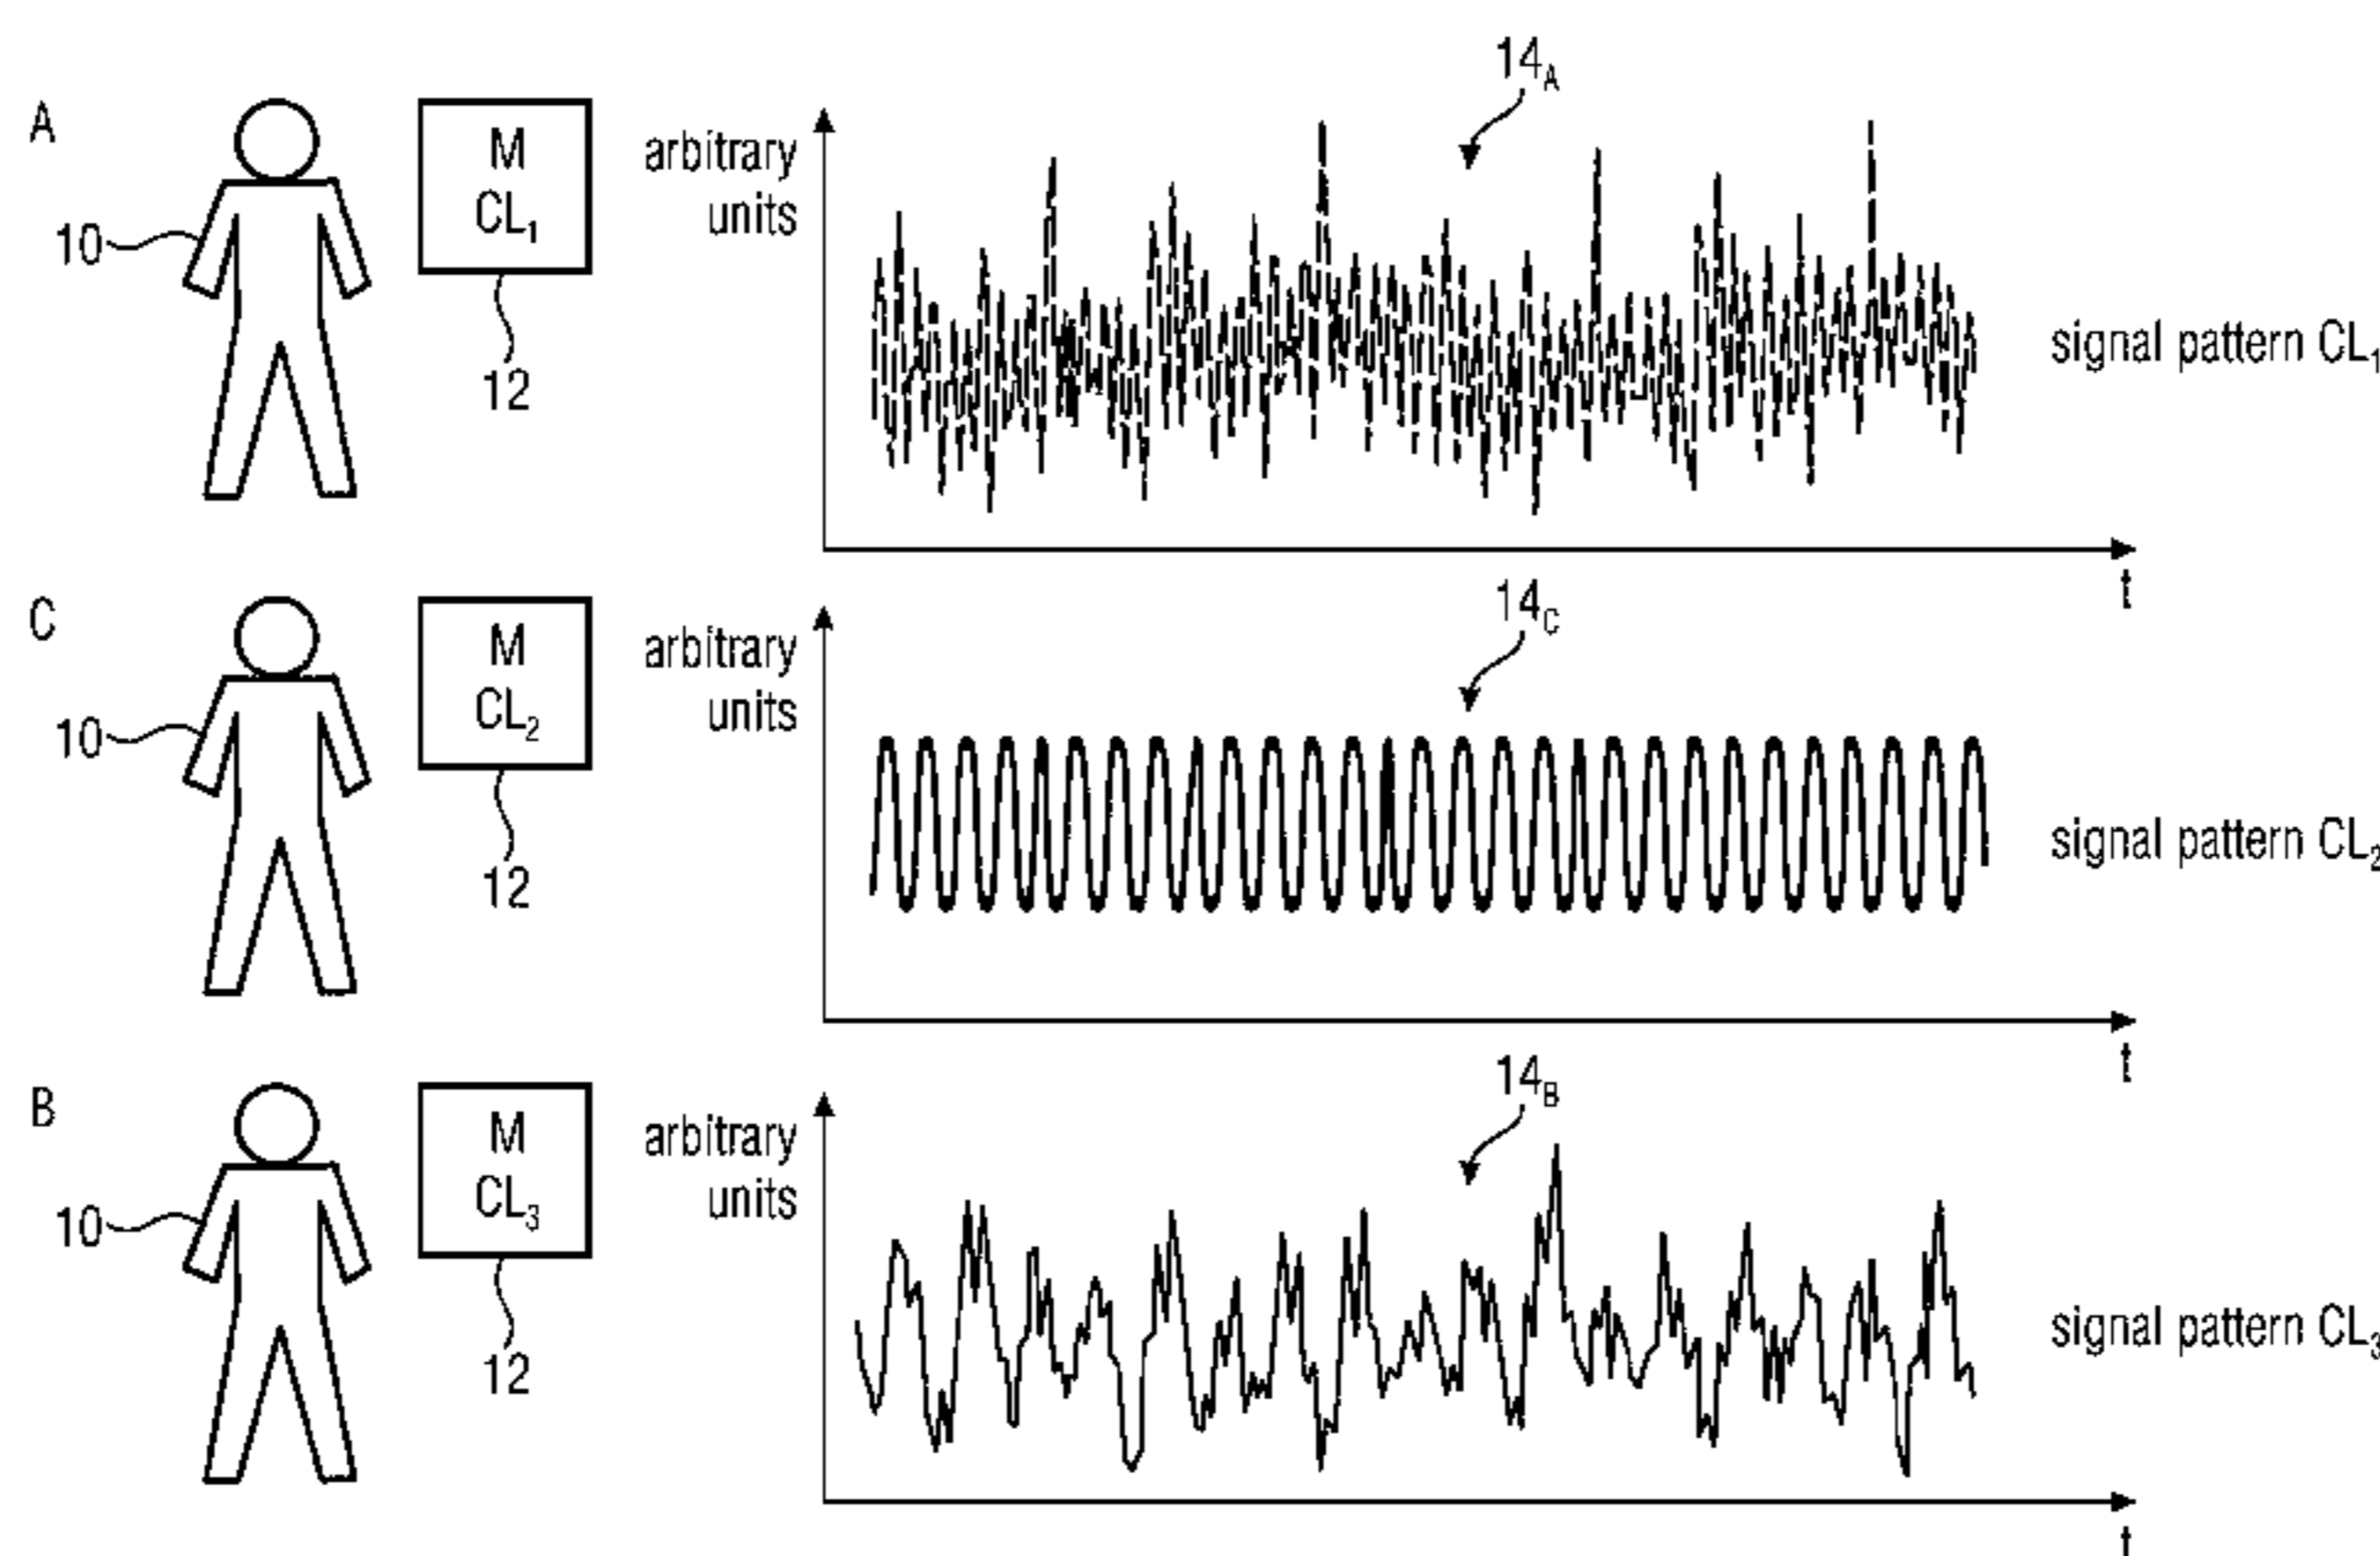 A
10
M
CL₁
12
arbitrary
units
14A
t
signal pattern CL₁
C
10
M
CL₂
12
arbitrary
units
14C
t
signal pattern CL₂
B
10
M
CL₃
12
arbitrary
units
14B
t
signal pattern CL₃